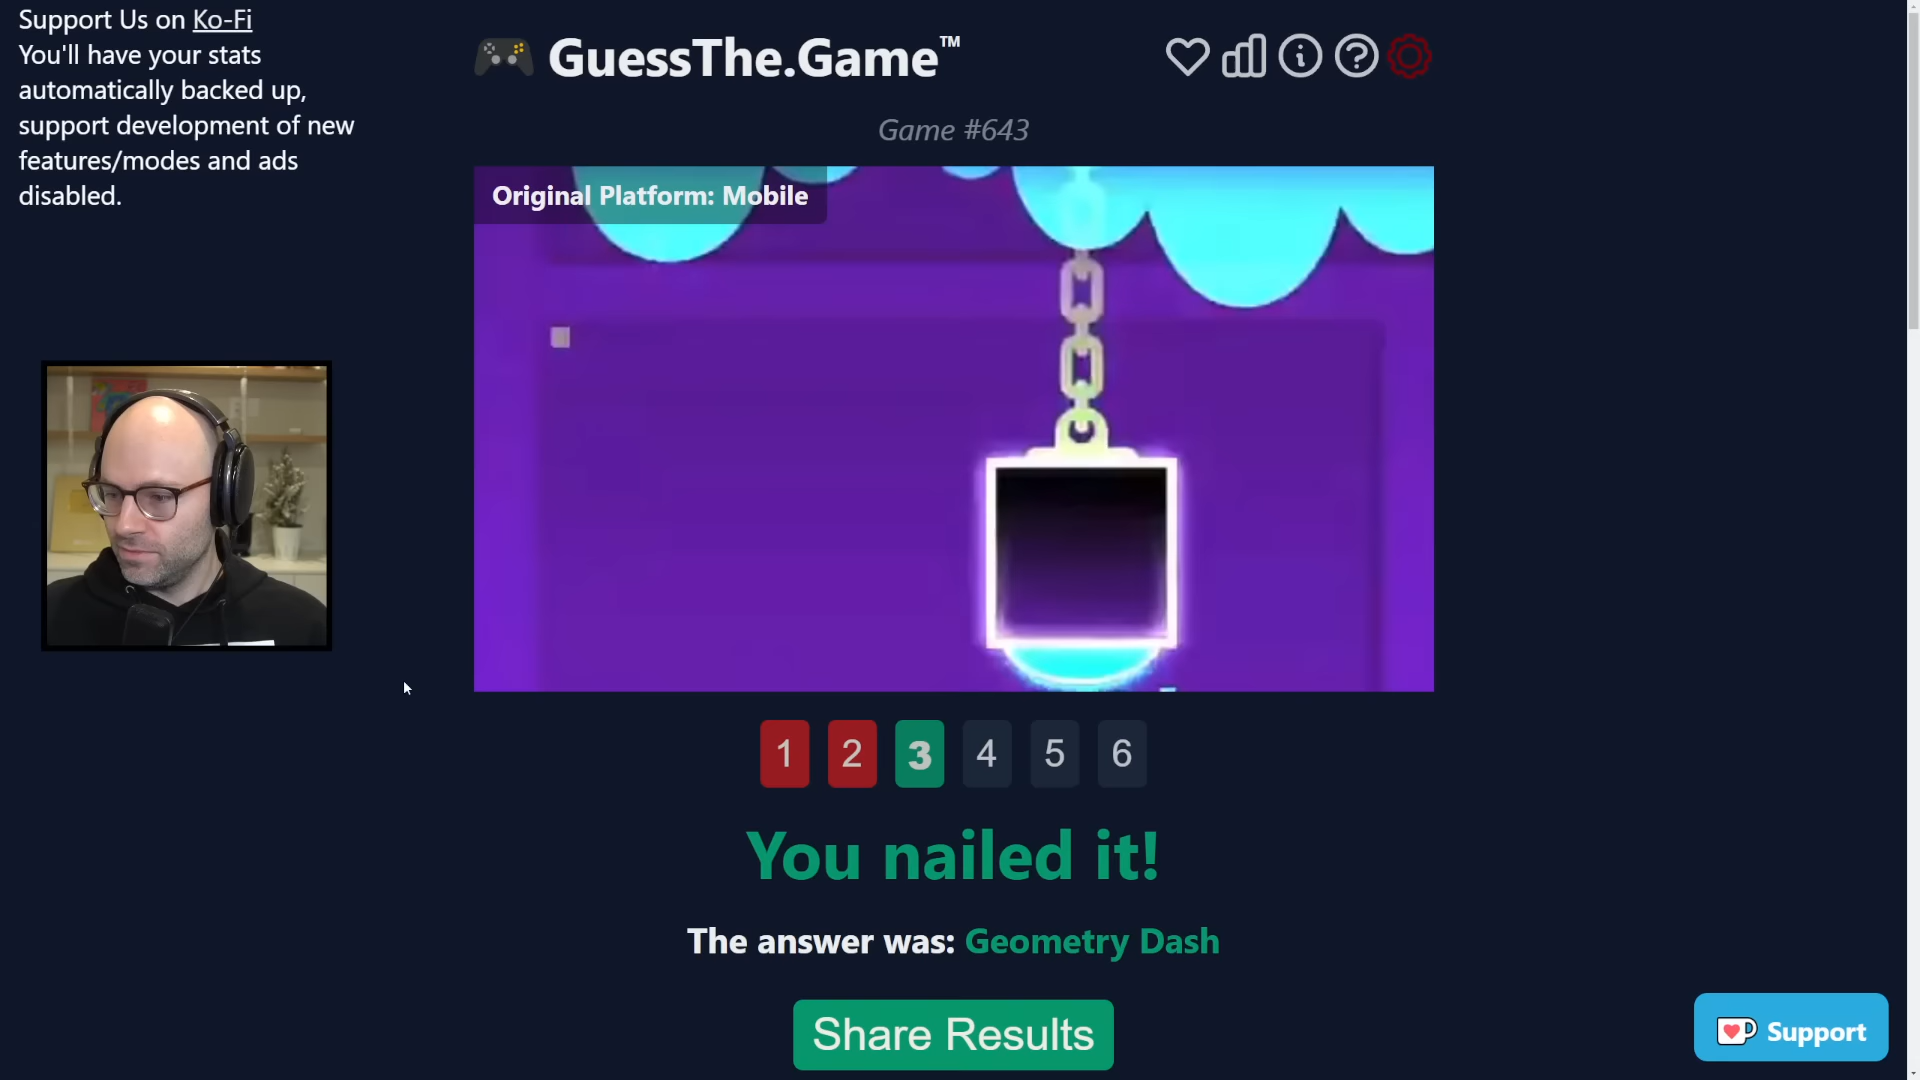 Support Us on Ko-Fi
You'll have your stats
automatically backed up,
support development of new
features/modes and ads
disabled.
GuessThe.Game™
Game #643
Original Platform: Mobile
1 2 3 4 5 6
You nailed it!
The answer was: Geometry Dash
Share Results
Support